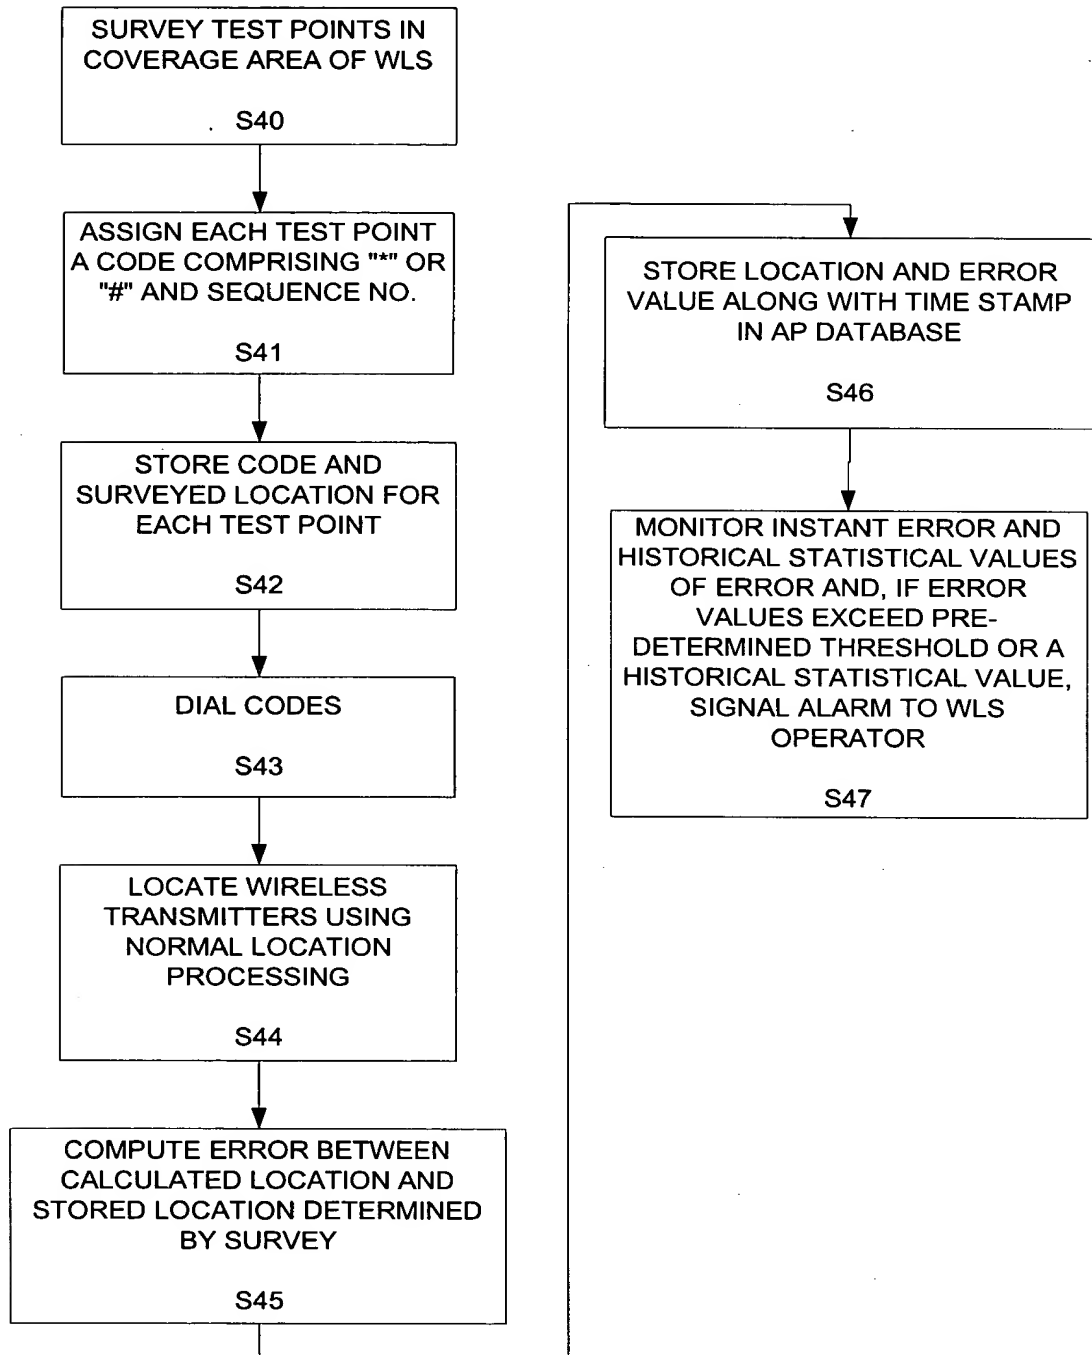 SURVEY TEST POINTS IN
COVERAGE AREA OF WLS
S40
ASSIGN EACH TEST POINT
A CODE COMPRISING "*" OR
"#" AND SEQUENCE NO.
S41
STORE CODE AND
SURVEYED LOCATION FOR
EACH TEST POINT
S42
DIAL CODES
S43
LOCATE WIRELESS
TRANSMITTERS USING
NORMAL LOCATION
PROCESSING
S44
COMPUTE ERROR BETWEEN
CALCULATED LOCATION AND
STORED LOCATION DETERMINED
BY SURVEY
S45
STORE LOCATION AND ERROR
VALUE ALONG WITH TIME STAMP
IN AP DATABASE
S46
MONITOR INSTANT ERROR AND
HISTORICAL STATISTICAL VALUES
OF ERROR AND, IF ERROR
VALUES EXCEED PRE-
DETERMINED THRESHOLD OR A
HISTORICAL STATISTICAL VALUE,
SIGNAL ALARM TO WLS
OPERATOR
S47